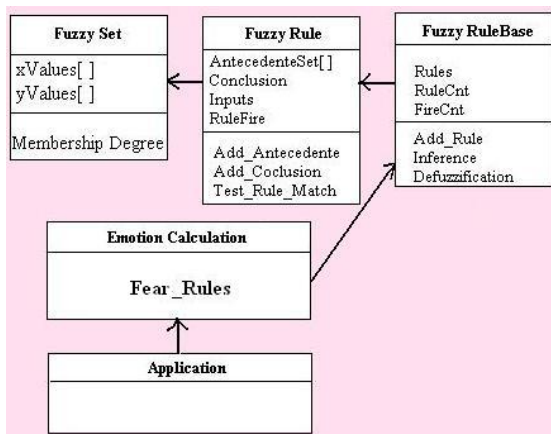 Fuzzy Set
xValues[ ]
yValues[ ]
Membership Degree
Fuzzy Rule
AntecedenteSet[ ]
Conclusion
Inputs
RuleFire
Add_Antecedente
Add_Coclusion
Test_Rule_Match
Fuzzy RuleBase
Rules
RuleCnt
FireCnt
Add_Rule
Inference
Defuzzification
Emotion Calculation
Fear_Rules
Application